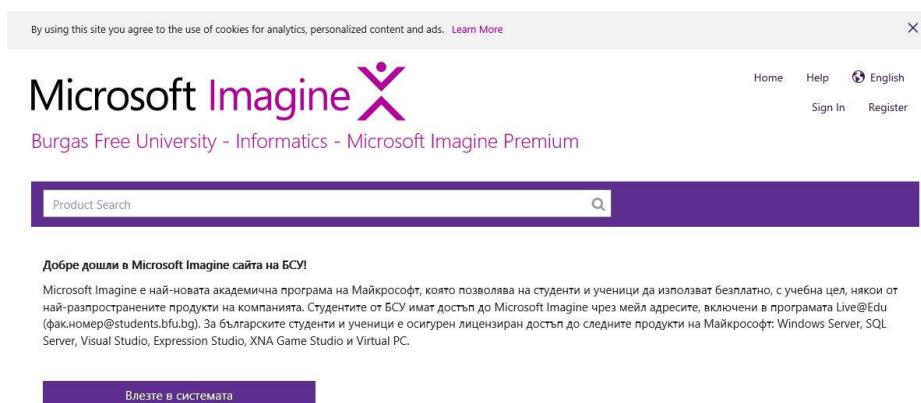 By using this site you agree to the use of cookies for analytics, personalized content and ads. Learn More
Microsoft Imagine
Home Help English
Sign In Register
Burgas Free University - Informatics - Microsoft Imagine Premium
Product Search
Добре дошли в Microsoft Imagine сайта на БСУ!
Microsoft Imagine е най-новата академична програма на Майкрософт, която позволява на студенти и ученици да използват безплатно, с учебна цел, някои от
най-разпространените продукти на компанията. Студентите от БСУ имат достъп до Microsoft Imagine чрез мейл адресите, включени в програмата Live@Edu
(фак.номер@students.bfu.bg). За българските студенти и ученици е осигурен лицензиран достъп до следните продукти на Майкрософт: Windows Server, SQL
Server, Visual Studio, Expression Studio, XNA Game Studio и Virtual PC.
Влезте в системата